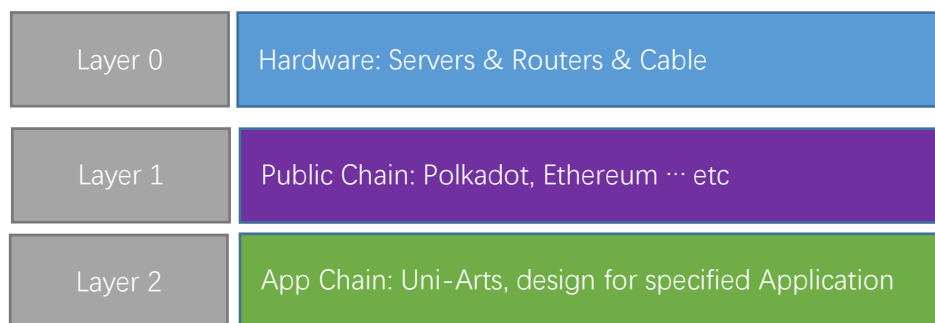 Layer 0
Hardware: Servers & Routers & Cable
Layer 1
Public Chain: Polkadot, Ethereum ··· etc
Layer 2
App Chain: Uni-Arts, design for specified Application